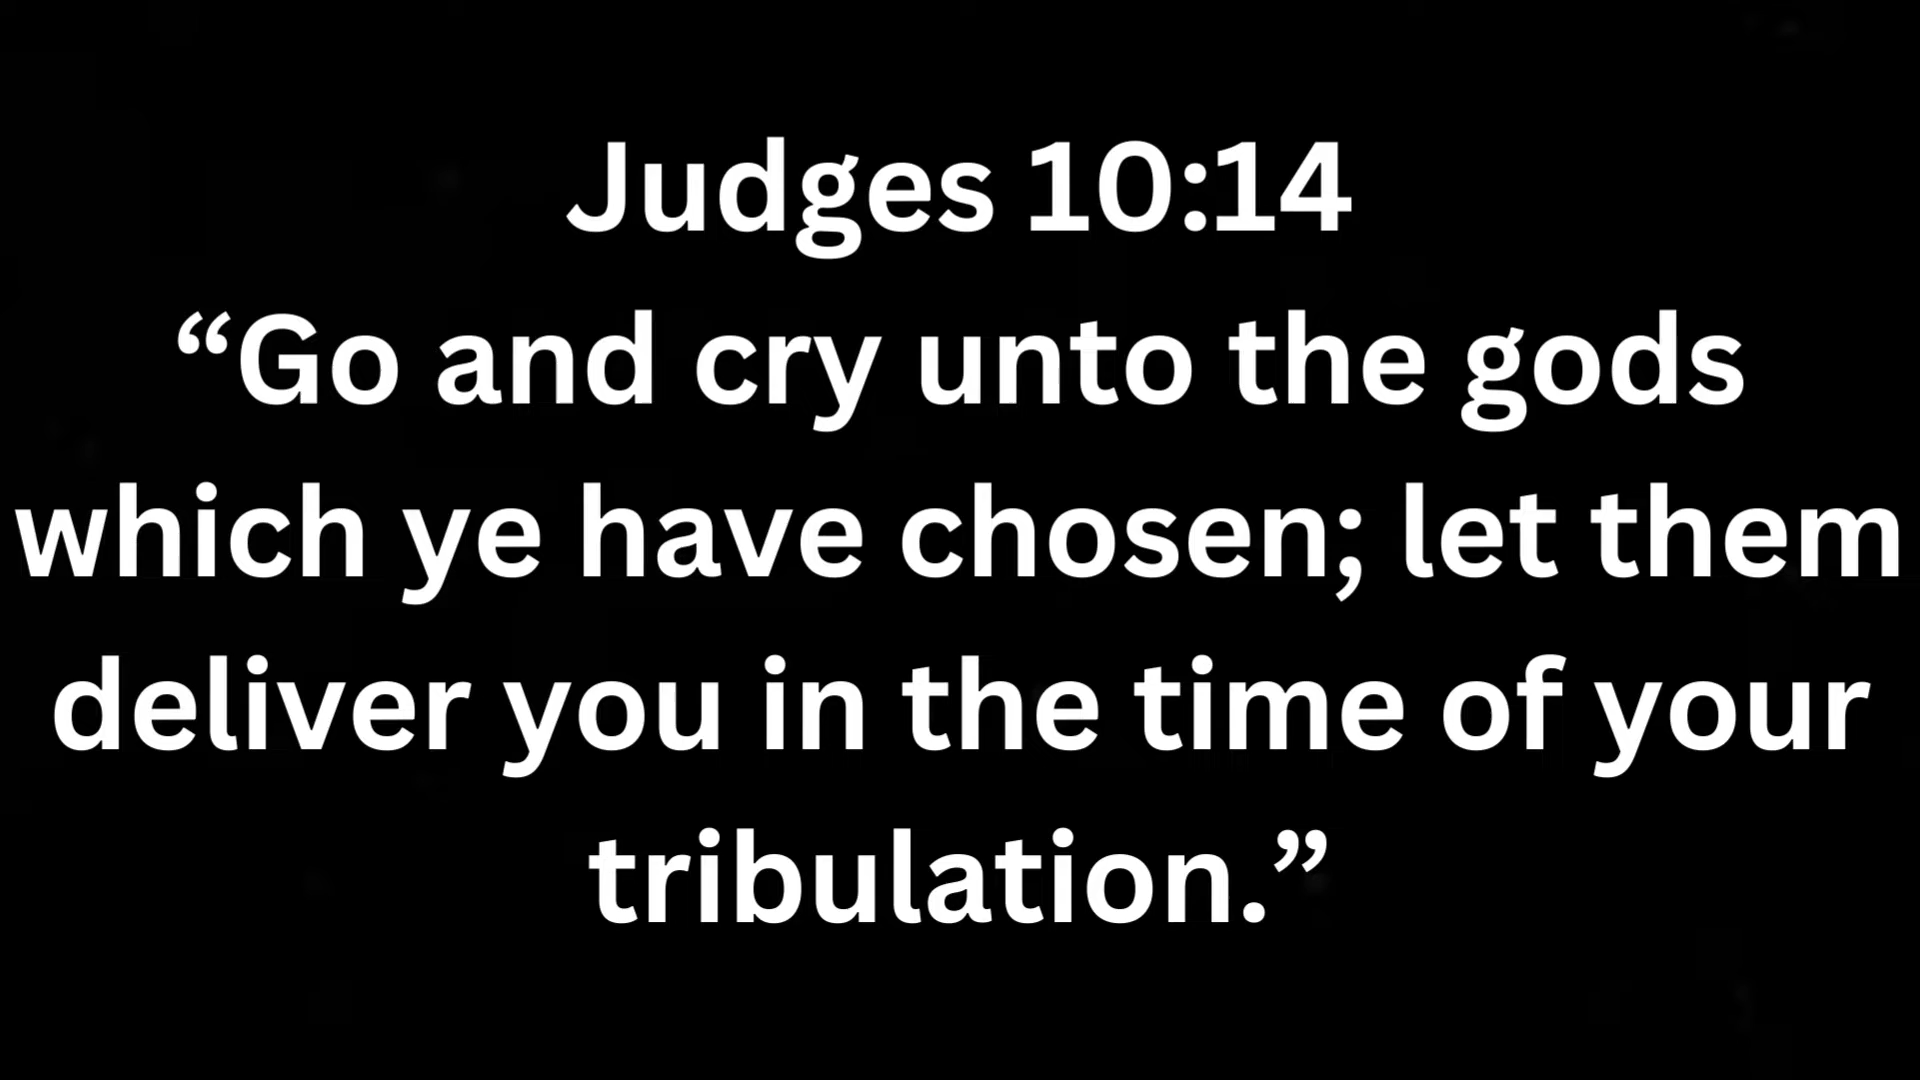 Judges 10:14
“Go and cry unto the gods
which ye have chosen; let them
deliver you in the time of your
tribulation.”